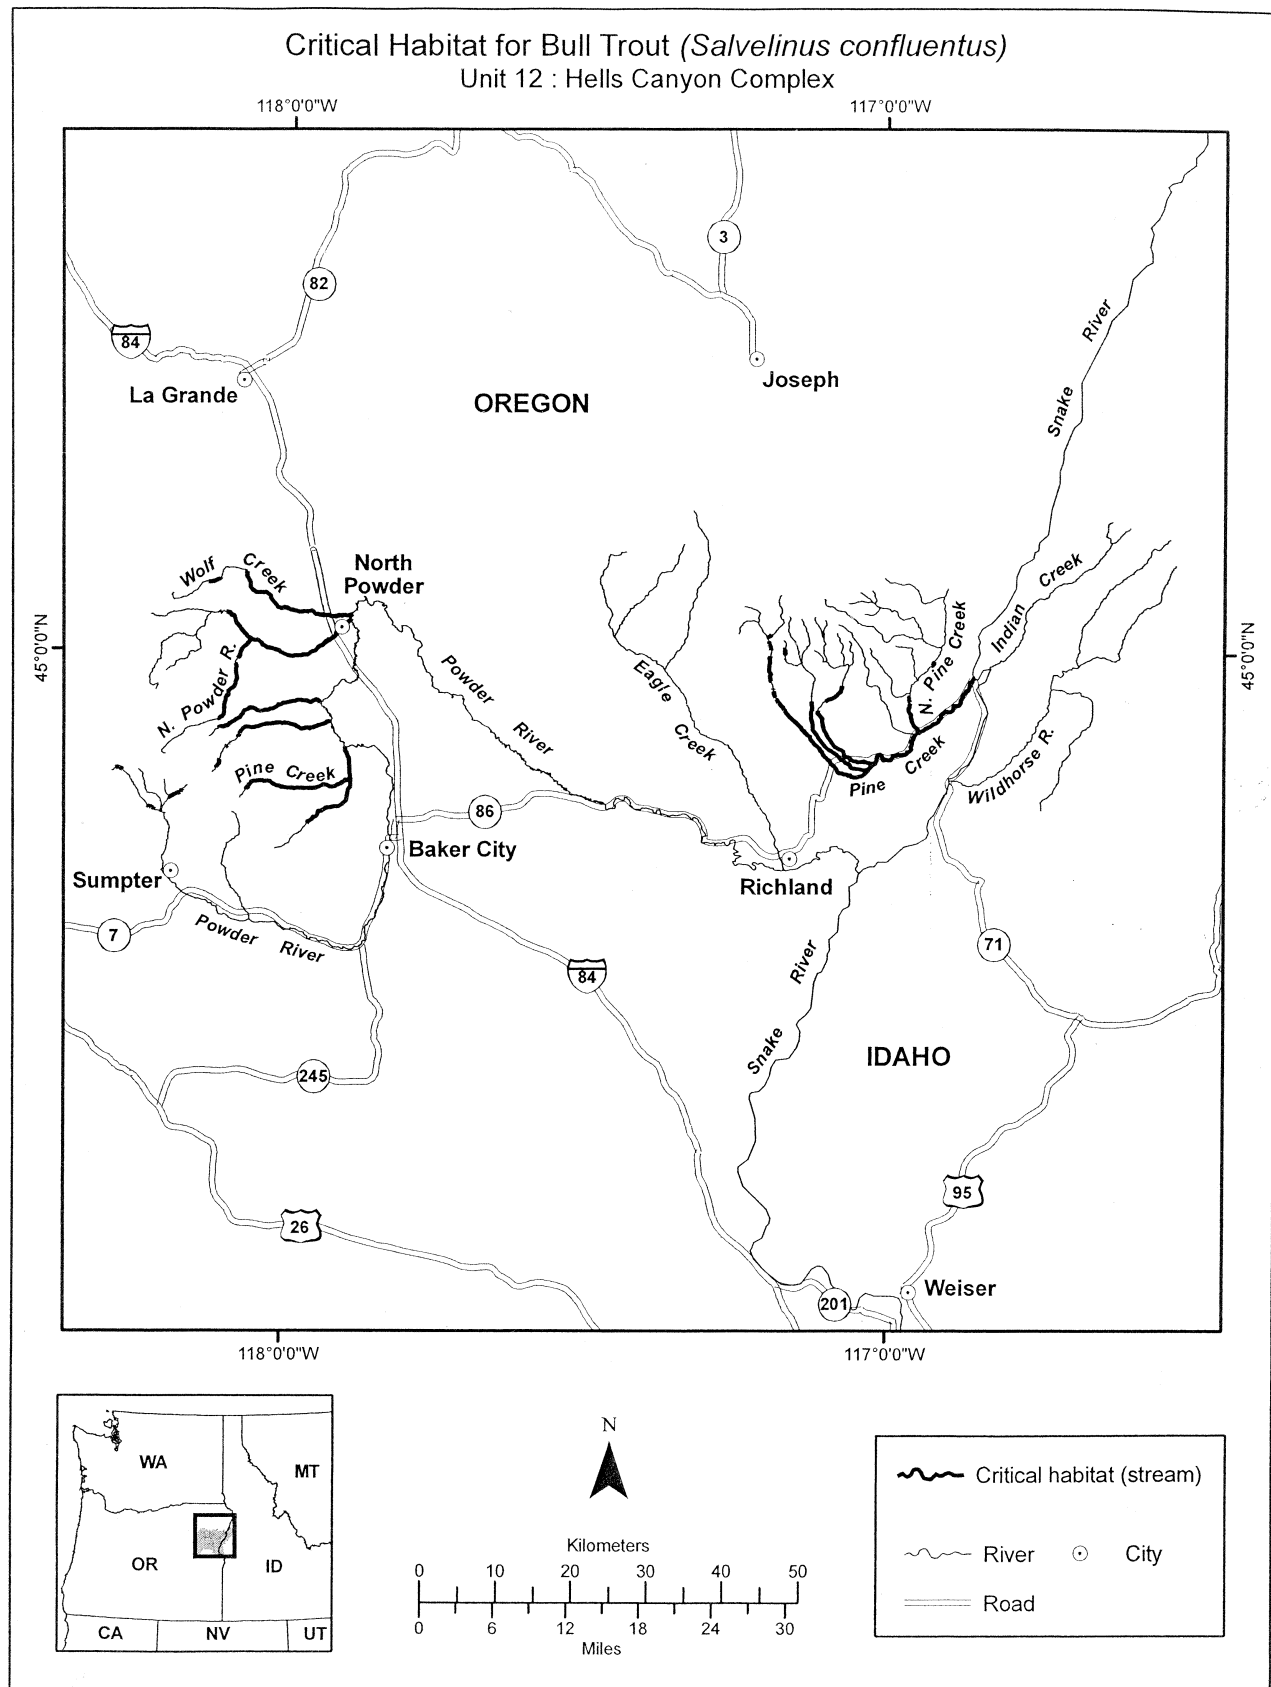 Critical Habitat for Bull Trout (Salvelinus confluentus)
Unit 12 : Hells Canyon Complex
118°0'0"W
117°0'0"W
3
82
84
River
Joseph
La Grande
OREGON
Snake
North
Powder
Wolf Creek
Indian Creek
45°0'0"N
45°0'0"N
N. Pine Creek
N. Powder R.
Powder River
Eagle Creek
Pine Creek
Pine Creek
Wildhorse R.
86
Baker City
Sumpter
Richland
7
Powder River
71
84
Snake River
IDAHO
245
95
26
Weiser
201
118°0'0"W
117°0'0"W
WA
MT
OR
ID
CA
NV
UT
N
Kilometers
0 10 20 30 40 50
0 6 12 18 24 30
Miles
Critical habitat (stream)
River
City
Road